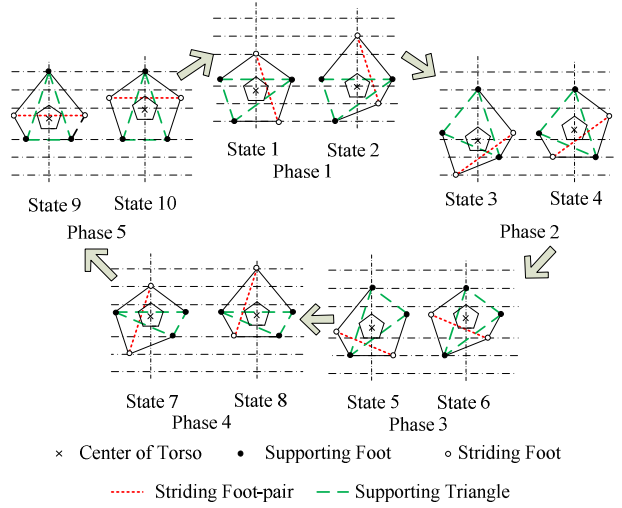 State 1 State 2
Phase 1
State 9 State 10
Phase 5
State 3 State 4
Phase 2
State 7 State 8
Phase 4
State 5 State 6
Phase 3
Center of Torso Supporting Foot Striding Foot
Striding Foot-pair Supporting Triangle